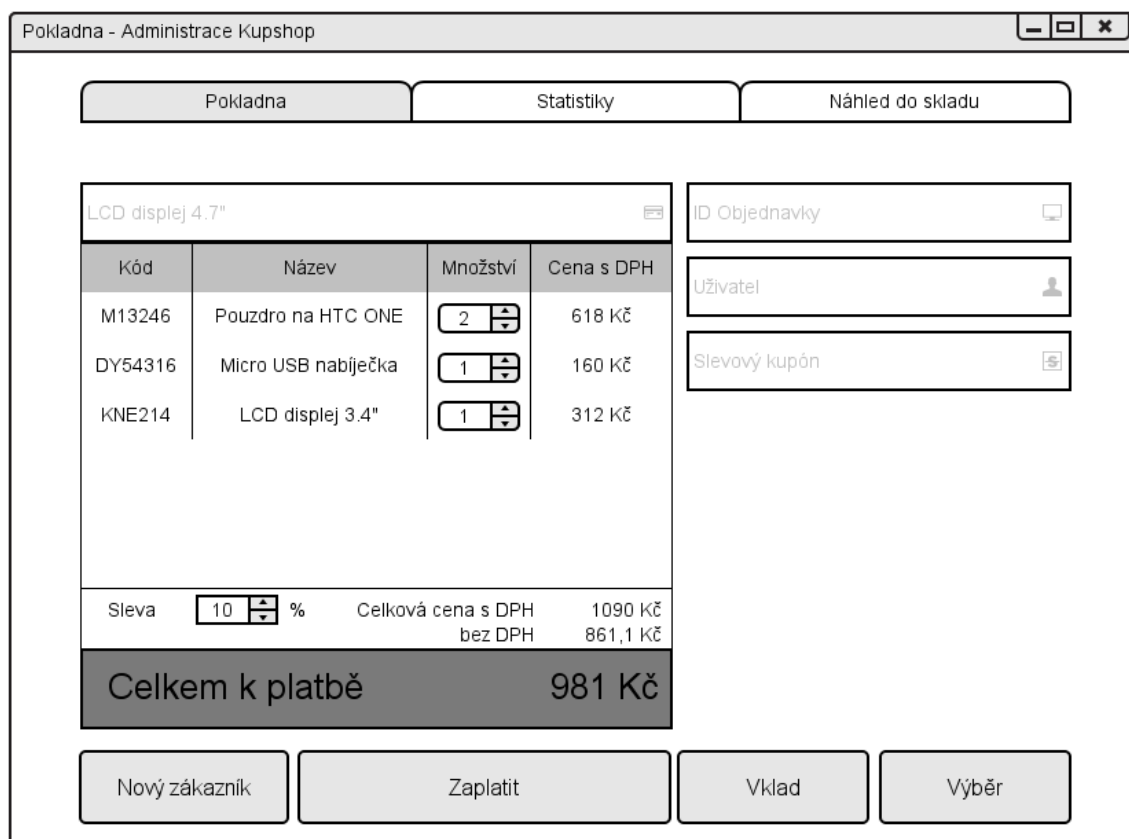 Pokladna - Administrace Kupshop
Pokladna Statistiky Náhled do skladu
LCD displej 4.7" ID Objednavky
Kód Název Množství Cena s DPH
Uživatel
M13246 Pouzdro na HTC ONE 2 618 Kč
DY54316 Micro USB nabíječka 1 160 Kč
Slevový kupón
KNE214 LCD displej 3.4" 1 312 Kč
Sleva 10 % Celková cena s DPH 1090 Kč
bez DPH 861,1 Kč
Celkem k platbě 981 Kč
Nový zákazník Zaplatit Vklad Výběr